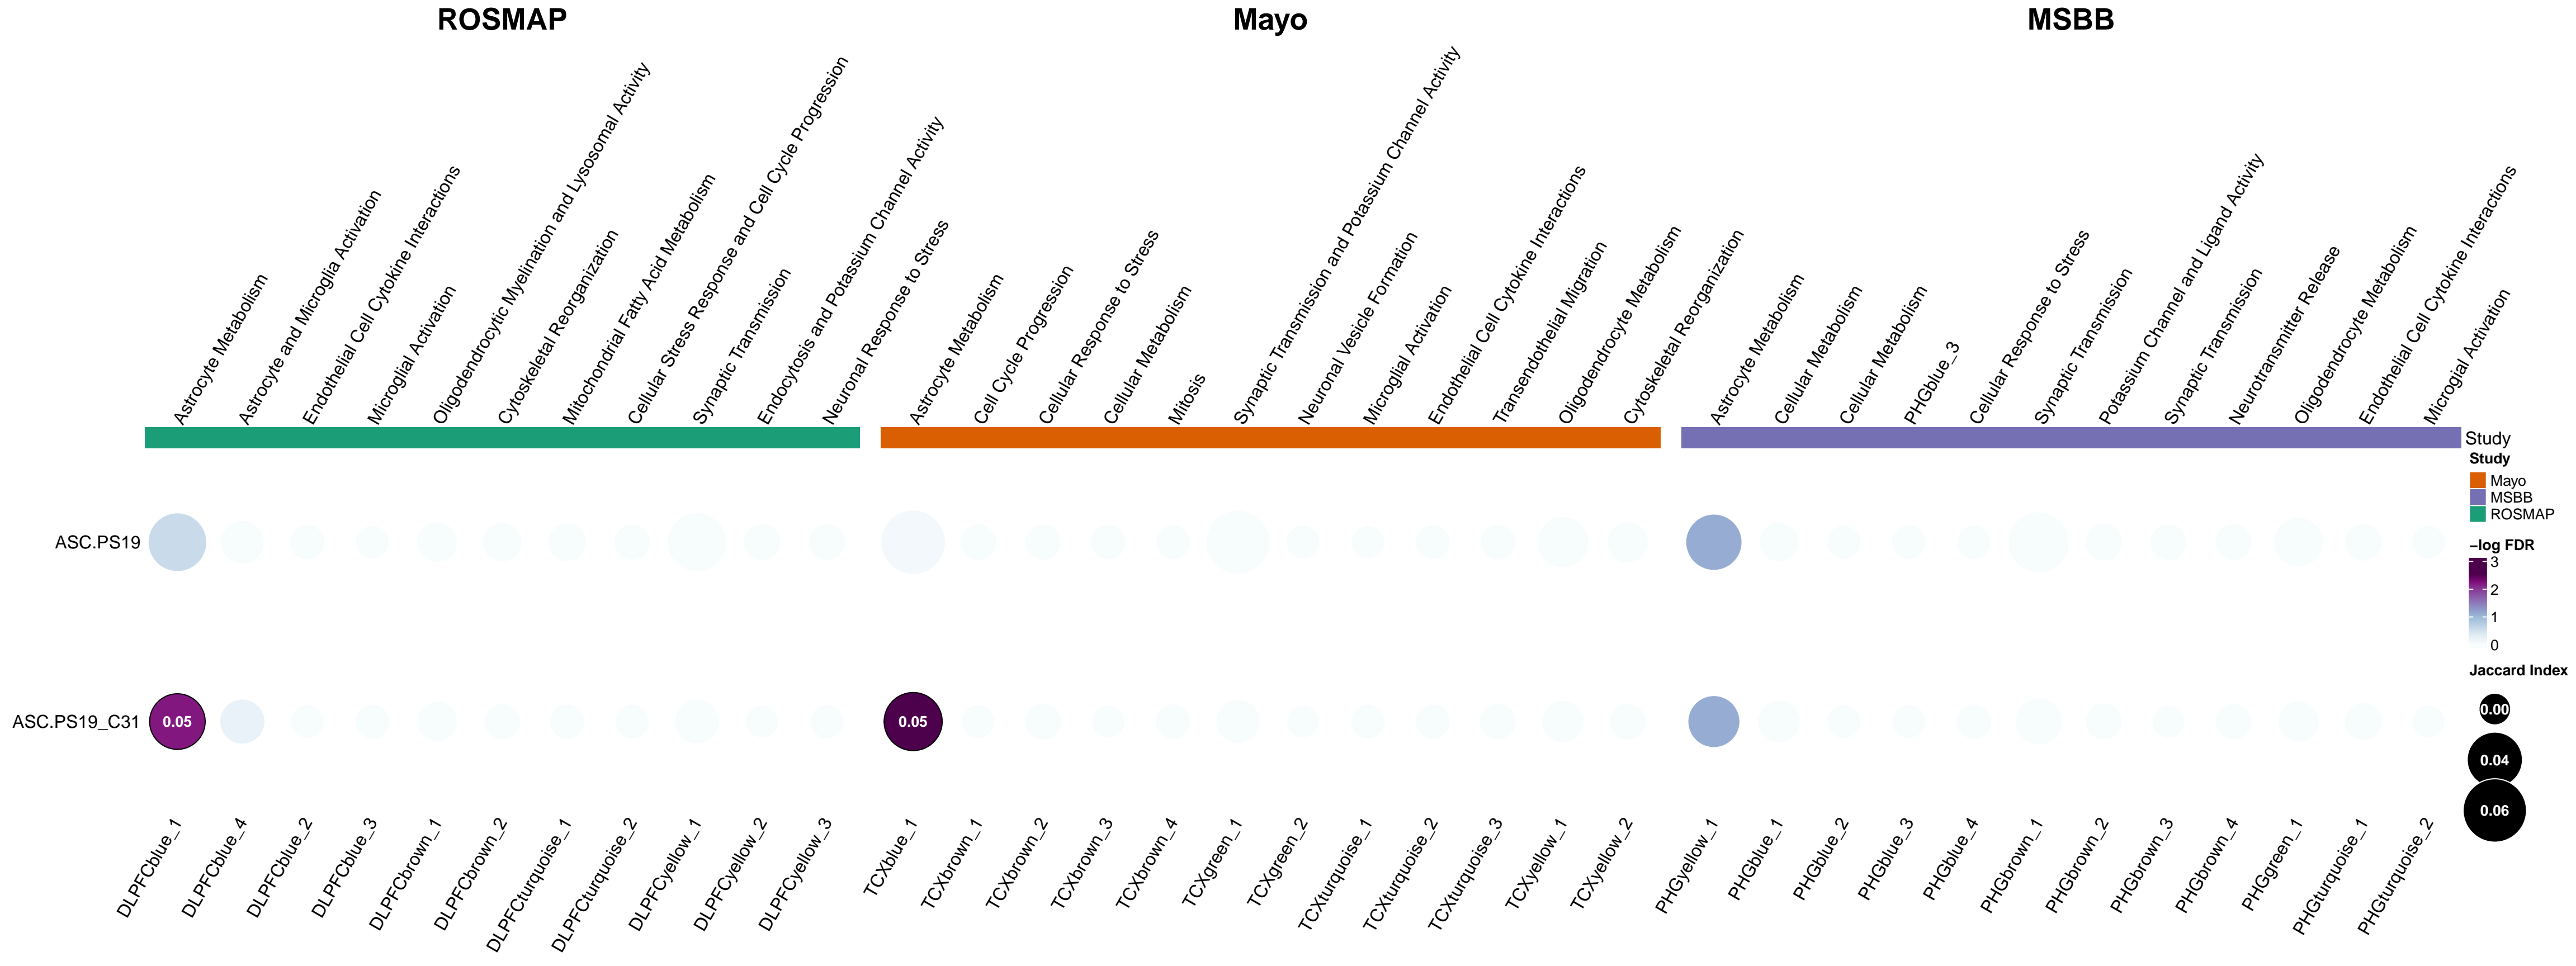 ROSMAP
Mayo
MSBB
Astrocyte Metabolism
Astrocyte and Microglia Activation
Endothelial Cell Cytokine Interactions
Microglial Activation
Oligodendrocytic Myelination and Lysosomal Activity
Cytoskeletal Reorganization
Mitochondrial Fatty Acid Metabolism
Cellular Stress Response and Cell Cycle Progression
Synaptic Transmission
Endocytosis and Potassium Channel Activity
Neuronal Response to Stress
Astrocyte Metabolism
Cell Cycle Progression
Cellular Response to Stress
Cellular Metabolism
Mitosis
Synaptic Transmission and Potassium Channel Activity
Neuronal Vesicle Formation
Microglial Activation
Endothelial Cell Cytokine Interactions
Transendothelial Migration
Oligodendrocyte Metabolism
Cytoskeletal Reorganization
Astrocyte Metabolism
Cellular Metabolism
Cellular Metabolism
PHGblue_3
Cellular Response to Stress
Synaptic Transmission
Potassium Channel and Ligand Activity
Synaptic Transmission
Neurotransmitter Release
Oligodendrocyte Metabolism
Endothelial Cell Cytokine Interactions
Microglial Activation
Study
Study
Mayo
MSBB
ROSMAP
−log FDR
3
2
1
0
Jaccard Index
0.00
0.04
0.06
ASC.PS19
ASC.PS19_C31
0.05
0.05
DLPFCblue_1
DLPFCblue_4
DLPFCblue_2
DLPFCblue_3
DLPFCbrown_1
DLPFCbrown_2
DLPFCturquoise_1
DLPFCturquoise_2
DLPFCyellow_1
DLPFCyellow_2
DLPFCyellow_3
TCXblue_1
TCXbrown_1
TCXbrown_2
TCXbrown_3
TCXbrown_4
TCXgreen_1
TCXgreen_2
TCXturquoise_1
TCXturquoise_2
TCXturquoise_3
TCXyellow_1
TCXyellow_2
PHGyellow_1
PHGblue_1
PHGblue_2
PHGblue_3
PHGblue_4
PHGbrown_1
PHGbrown_2
PHGbrown_3
PHGbrown_4
PHGgreen_1
PHGturquoise_1
PHGturquoise_2